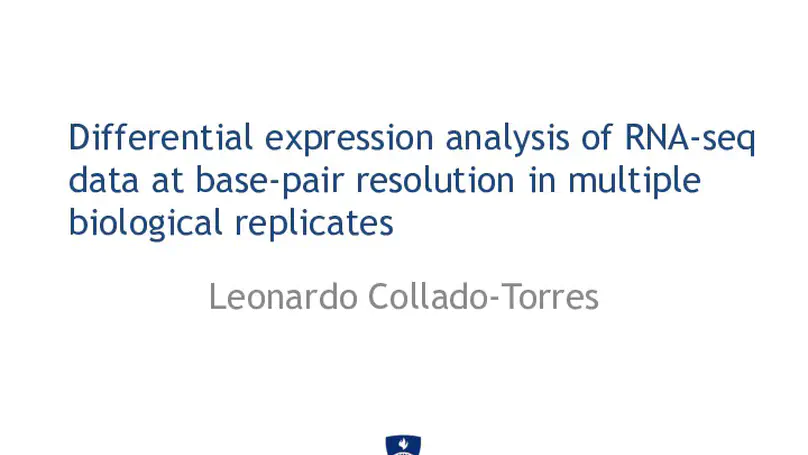 Differential expression analysis of RNA-seq
data at base-pair resolution in multiple
biological replicates
Leonardo Collado-Torres